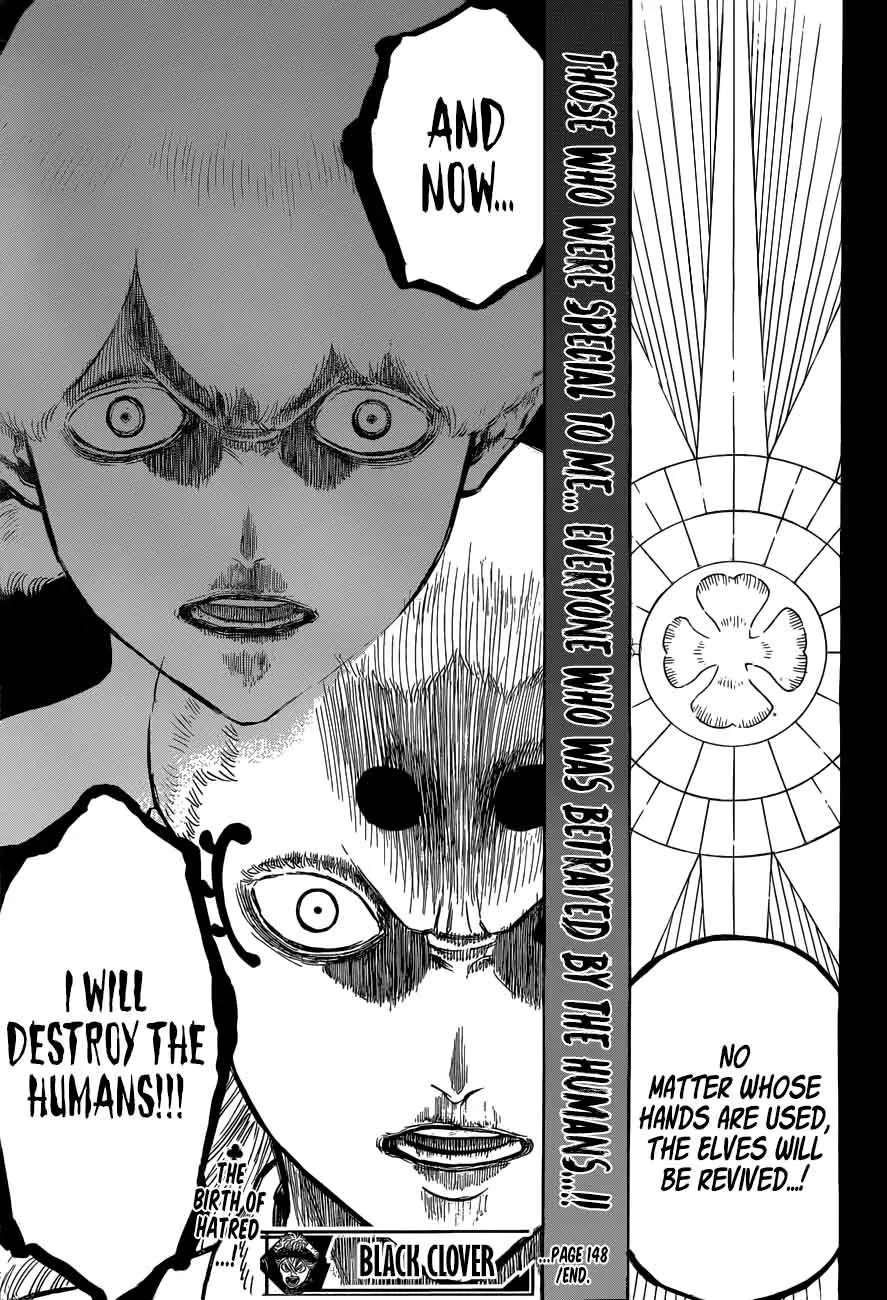 NO
MATTER WHOSE
HANDS ARE USED,
THE ELVES WILL
BE REVIVED...!
THOSE WHO WERE SPECIAL TO ME... EVERYONE WHO WAS BETRAYED BY THE HUMANS...!!
AND
NOW...
I WILL
DESTROY THE
HUMANS!!!
THE
BIRTH OF
HATRED
...!
BLACK CLOVER
...PAGE 148
/END.